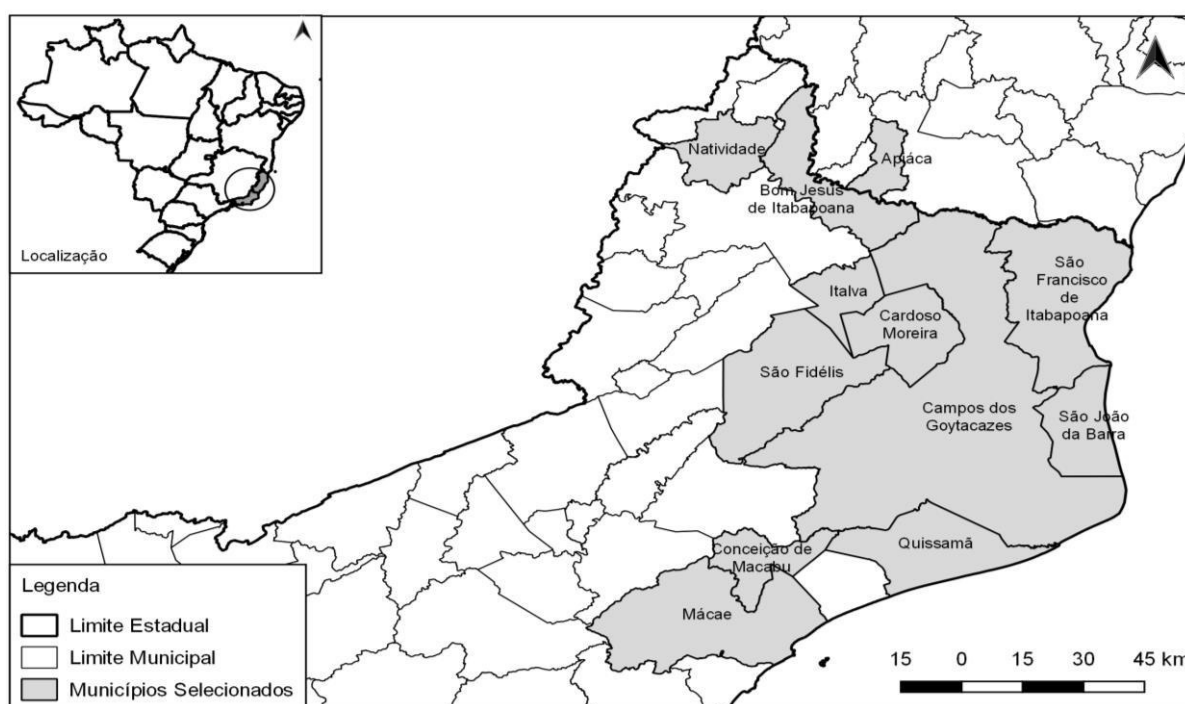 Localização
Natividade
Apiáca
Bom Jesus
de Itabapoana
São
Francisco
de
Itabapoana
Italva
Cardoso
Moreira
São Fidélis
Campos dos
Goytacazes
São João
da Barra
Quissamã
Conceição de
Macabu
Mácae
Legenda
Limite Estadual
Limite Municipal
Municípios Selecionados
15 0 15 30 45 km